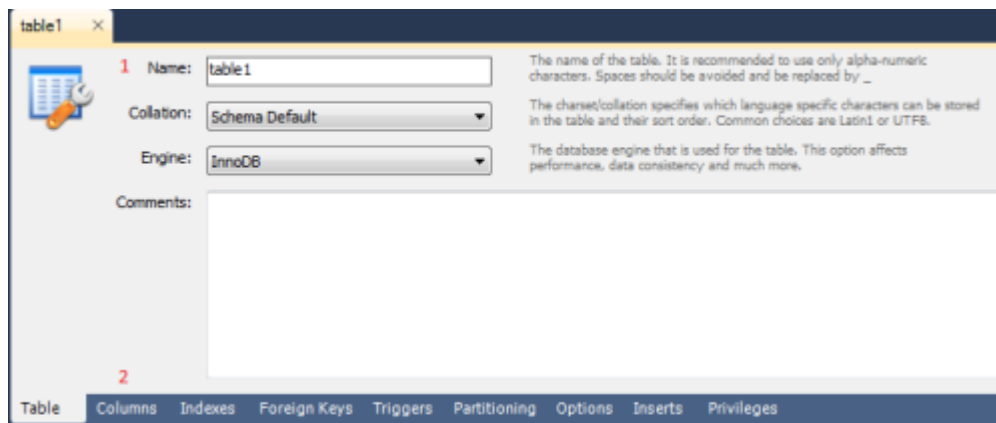 table1 ×
1 Name: table1
The name of the table. It is recommended to use only alpha-numeric
characters. Spaces should be avoided and be replaced by _
Collation: Schema Default
The charset/collation specifies which language specific characters can be stored
in the table and their sort order. Common choices are Latin1 or UTF8.
Engine: InnoDB
The database engine that is used for the table. This option affects
performance, data consistency and much more.
Comments:
2
Table Columns Indexes Foreign Keys Triggers Partitioning Options Inserts Privileges